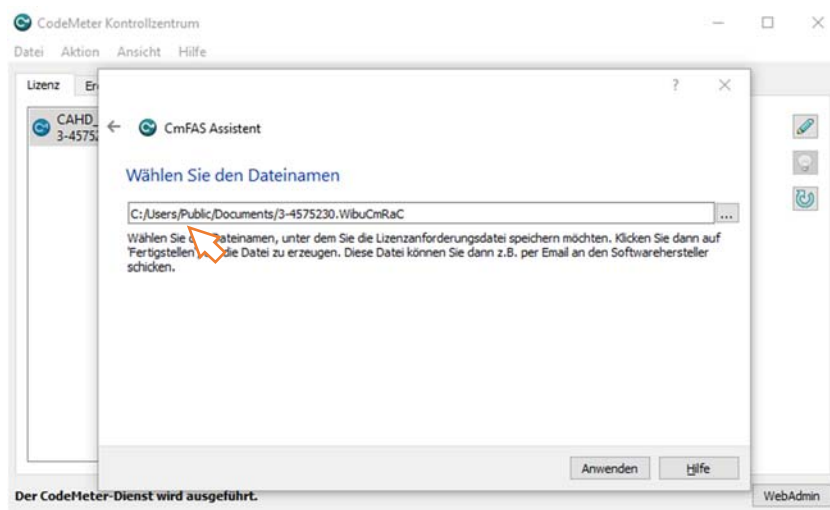 CodeMeter Kontrollzentrum
Datei Aktion Ansicht Hilfe
Lizenz
CAHD_
CmFAS Assistent
Wählen Sie den Dateinamen
C:/Users/Public/Documents/3-4575230.WibuCmRaC
...
Wählen Sie Dateinamen, unter dem Sie die Lizenzanforderungsdatei speichern möchten. Klicken Sie dann auf
'Fertigstellen die Datei zu erzeugen. Diese Datei können Sie dann z.B. per Email an den Softwarehersteller
schicken.
Anwenden Hilfe
Der CodeMeter-Dienst wird ausgeführt.
WebAdmin